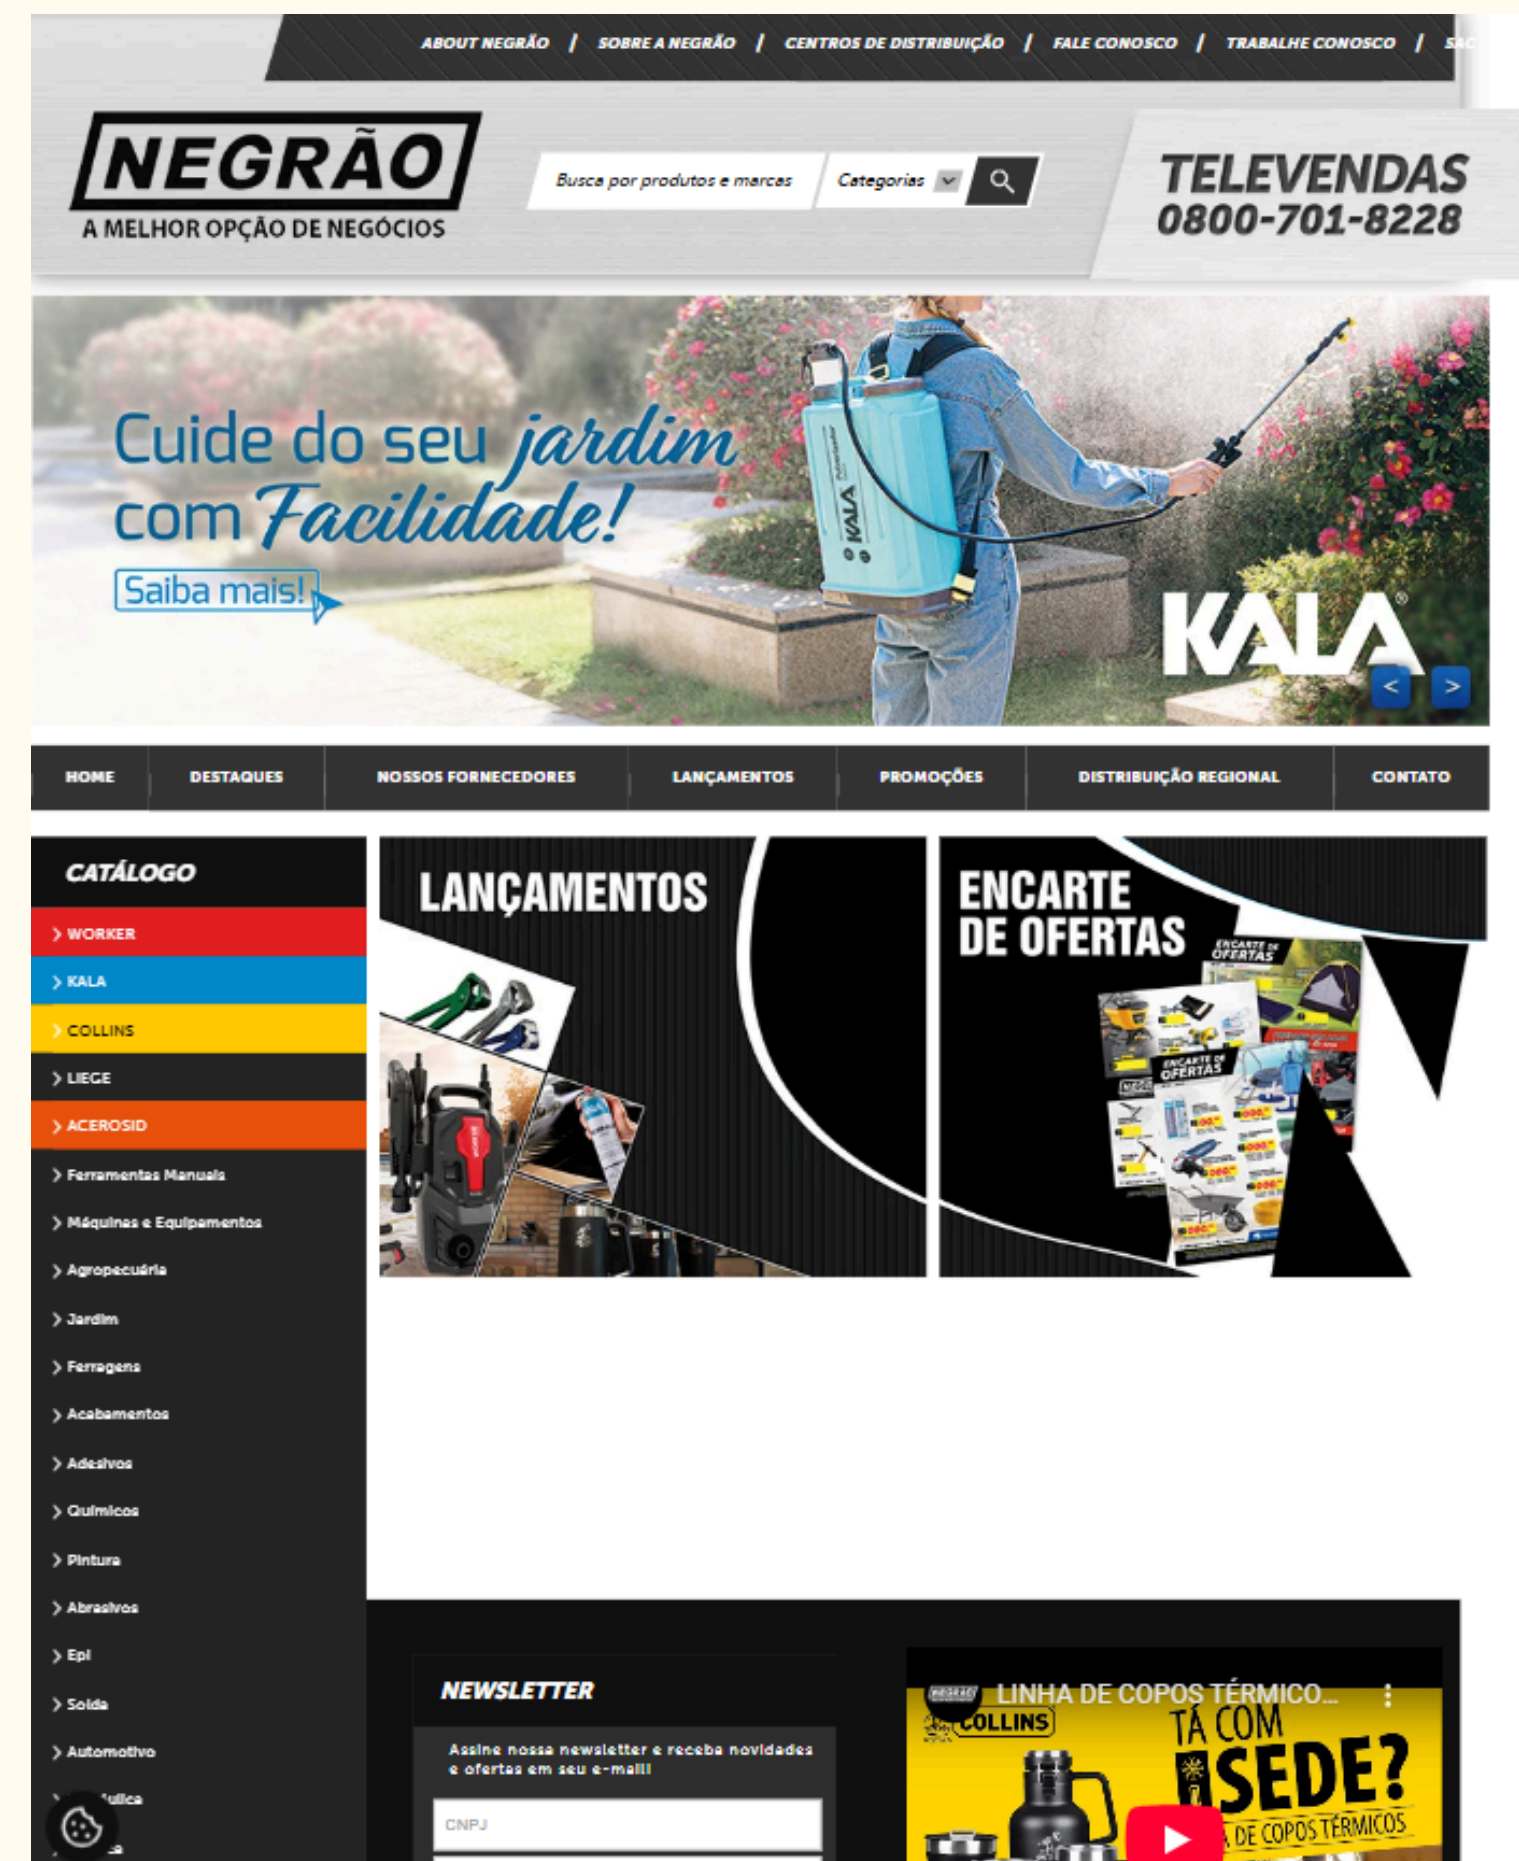 ABOUT NEGRÃO / SOBRE A NEGRÃO / CENTROS DE DISTRIBUIÇÃO / FALE CONOSCO / TRABALHE CONOSCO / SAC
NEGRÃO
A MELHOR OPÇÃO DE NEGÓCIOS
Busca por produtos e marcas
Categorias
TELEVENDAS
0800-701-8228
Cuide do seu jardim
com Facilidade!
Saiba mais!
KALA
Pulverizador
KALA®
< >
HOME
DESTAQUES
NOSSOS FORNECEDORES
LANÇAMENTOS
PROMOÇÕES
DISTRIBUIÇÃO REGIONAL
CONTATO
CATÁLOGO
> WORKER
> KALA
> COLLINS
> LIEGE
> ACEROSID
> Ferramentas Manuais
> Máquinas e Equipamentos
> Agropecuária
> Jardim
> Ferragens
> Acabamentos
> Adesivos
> Químicos
> Pintura
> Abrasivos
> Epi
> Solda
> Automotivo
LANÇAMENTOS
ENCARTE
DE OFERTAS
ENCARTE DE
OFERTAS
ENCARTE DE
OFERTAS
NEWSLETTER
Assine nossa newsletter e receba novidades
e ofertas em seu e-mail!
CNPJ
NEGRÃO
LINHA DE COPOS TÉRMICO...
COLLINS
TÁ COM
SEDE?
DE COPOS TÉRMICOS